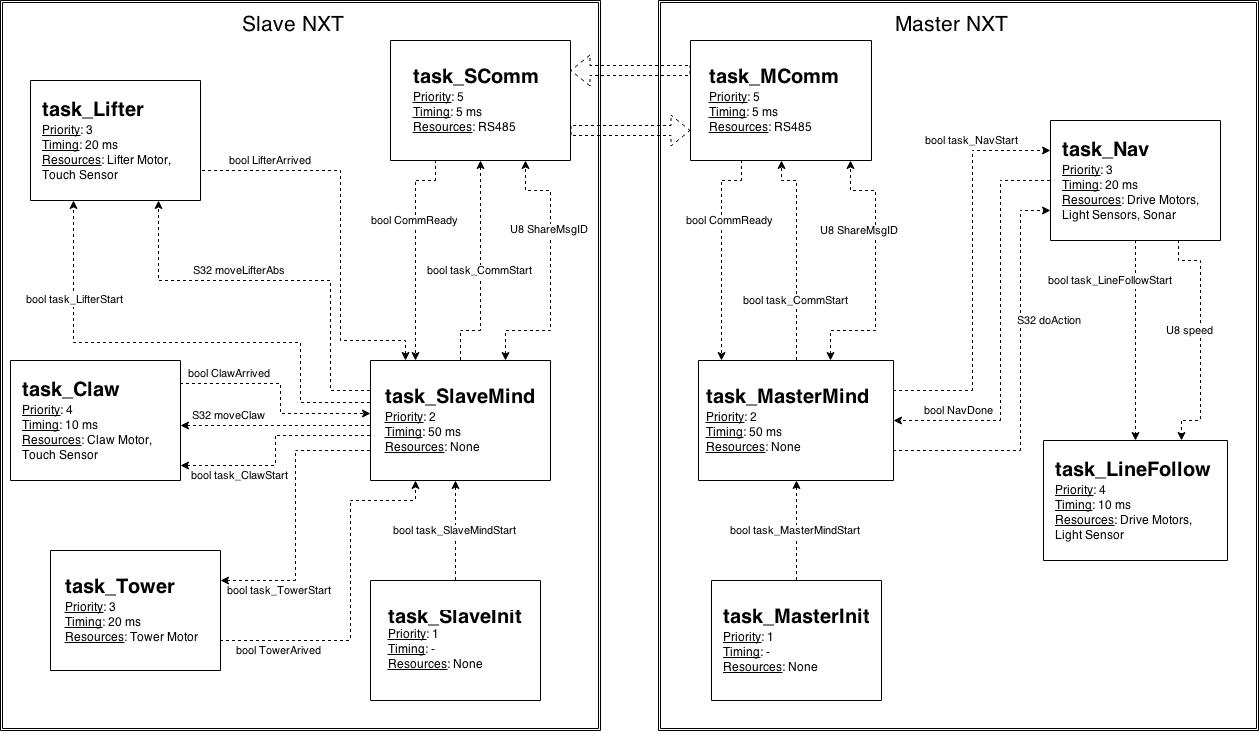 Slave NXT
task_SComm
Priority: 5
Timing: 5 ms
Resources: RS485
task_Lifter
Priority: 3
Timing: 20 ms
Resources: Lifter Motor,
Touch Sensor
bool LifterArrived
bool CommReady
U8 ShareMsgID
S32 moveLifterAbs
bool task_CommStart
bool task_LifterStart
task_Claw
Priority: 4
Timing: 10 ms
Resources: Claw Motor,
Touch Sensor
bool ClawArrived
S32 moveClaw
bool task_ClawStart
task_SlaveMind
Priority: 2
Timing: 50 ms
Resources: None
bool task_SlaveMindStart
task_Tower
Priority: 3
Timing: 20 ms
Resources: Tower Motor
bool task_TowerStart
bool TowerArived
task_SlaveInit
Priority: 1
Timing: -
Resources: None
Master NXT
task_MComm
Priority: 5
Timing: 5 ms
Resources: RS485
bool task_NavStart
task_Nav
Priority: 3
Timing: 20 ms
Resources: Drive Motors,
Light Sensors, Sonar
bool CommReady
U8 ShareMsgID
bool task_CommStart
bool task_LineFollowStart
S32 doAction
U8 speed
task_MasterMind
Priority: 2
Timing: 50 ms
Resources: None
bool NavDone
task_LineFollow
Priority: 4
Timing: 10 ms
Resources: Drive Motors,
Light Sensor
bool task_MasterMindStart
task_MasterInit
Priority: 1
Timing: -
Resources: None